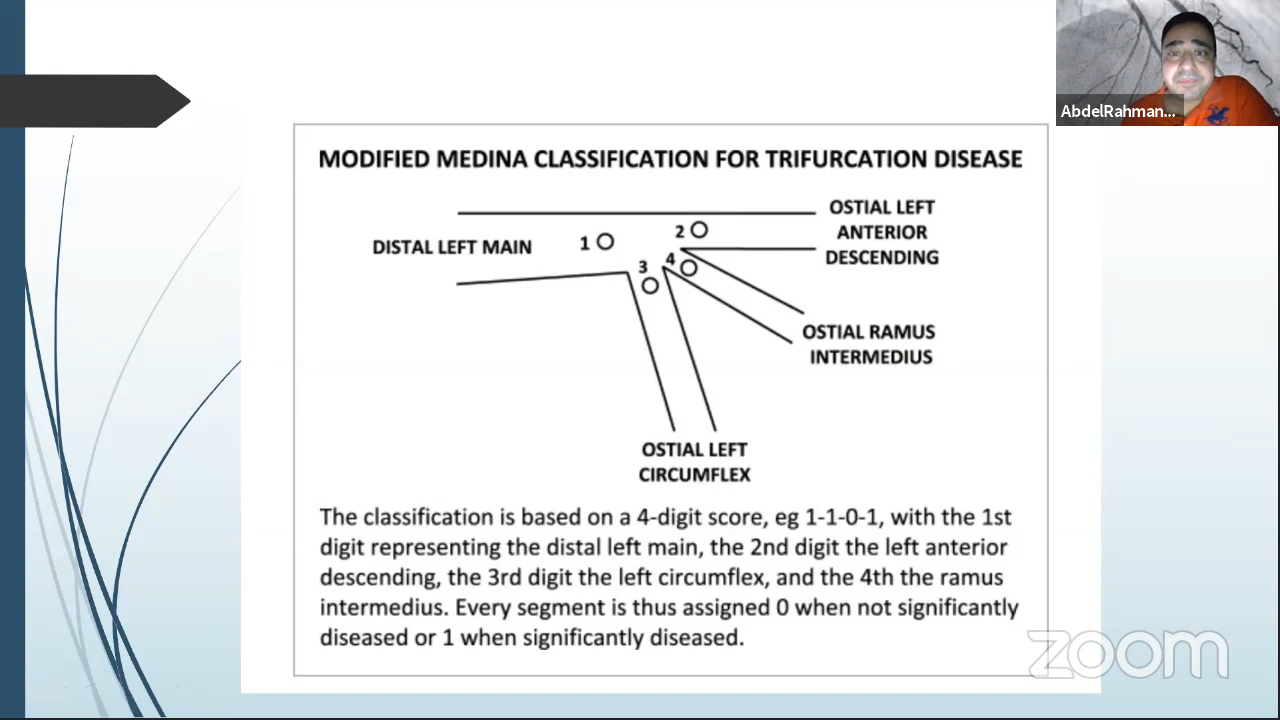 AbdelRahman...
MODIFIED MEDINA CLASSIFICATION FOR TRIFURCATION DISEASE
OSTIAL LEFT
ANTERIOR
DESCENDING
DISTAL LEFT MAIN
1
2
3
4
OSTIAL RAMUS
INTERMEDIUS
OSTIAL LEFT
CIRCUMFLEX
The classification is based on a 4-digit score, eg 1-1-0-1, with the 1st
digit representing the distal left main, the 2nd digit the left anterior
descending, the 3rd digit the left circumflex, and the 4th the ramus
intermedius. Every segment is thus assigned 0 when not significantly
diseased or 1 when significantly diseased.
zoom